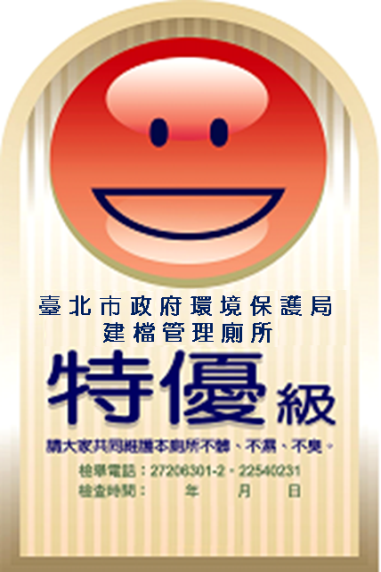 臺北市政府環境保護局
建檔管理廁所
特優級
請大家共同維護本廁所不髒、不濕、不臭。
檢舉電話：27206301-2・22540231
檢查時間：　　年　　月　　日